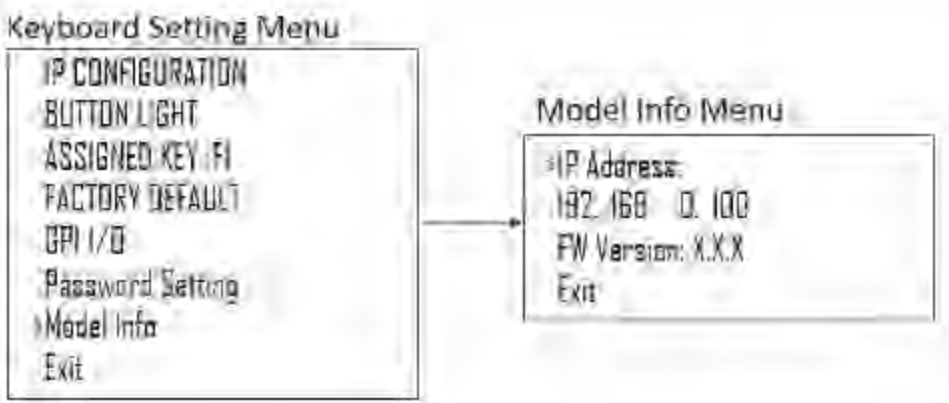 Keyboard Setting Menu
IP CONFIGURATION
BUTTON LIGHT
ASSIGNED KEY :F1
FACTORY DEFAULT
GPI I/O
Password Setting
›Model Info
Exit
Model Info Menu
›IP Address:
192. 168 0. 100
FW Version: X.X.X
Exit